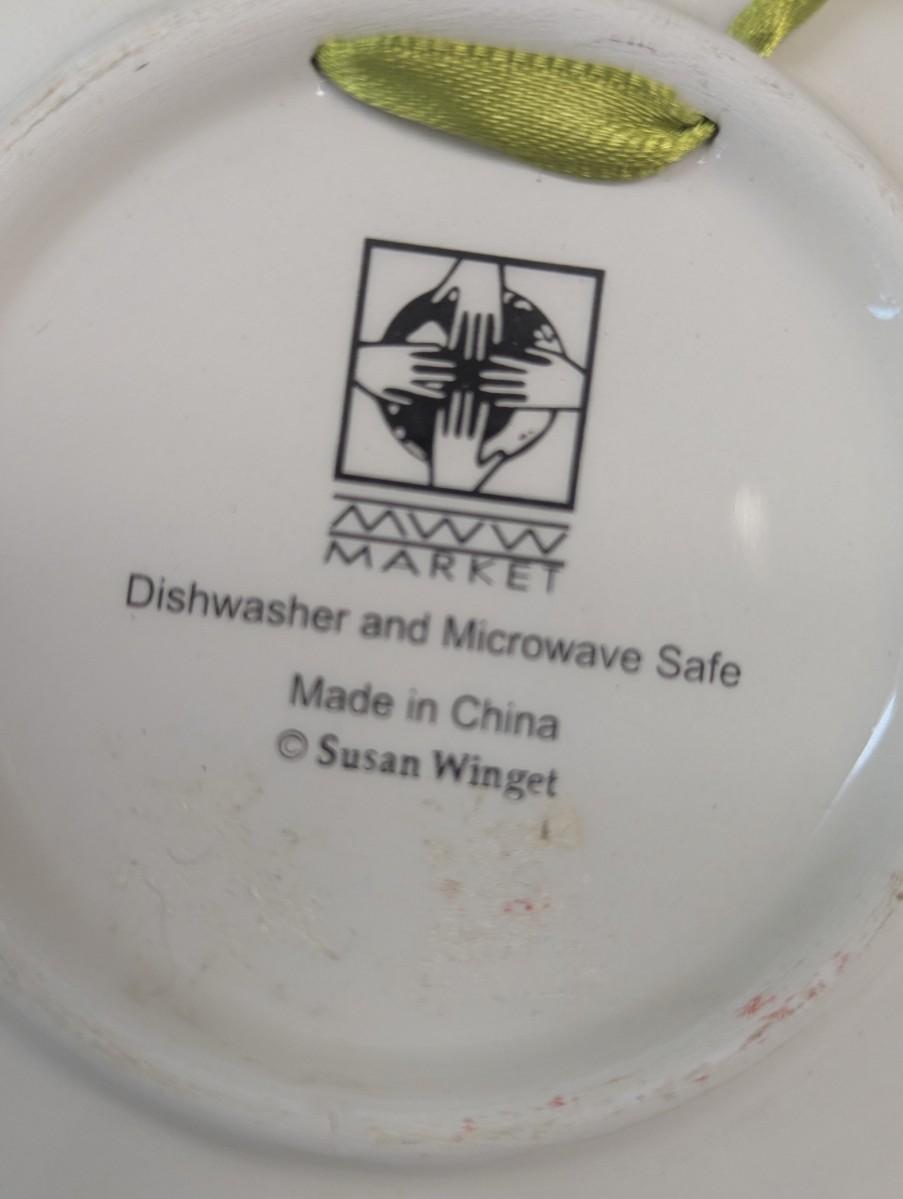 MWW
MARKET
Dishwasher and Microwave Safe
Made in China
© Susan Winget